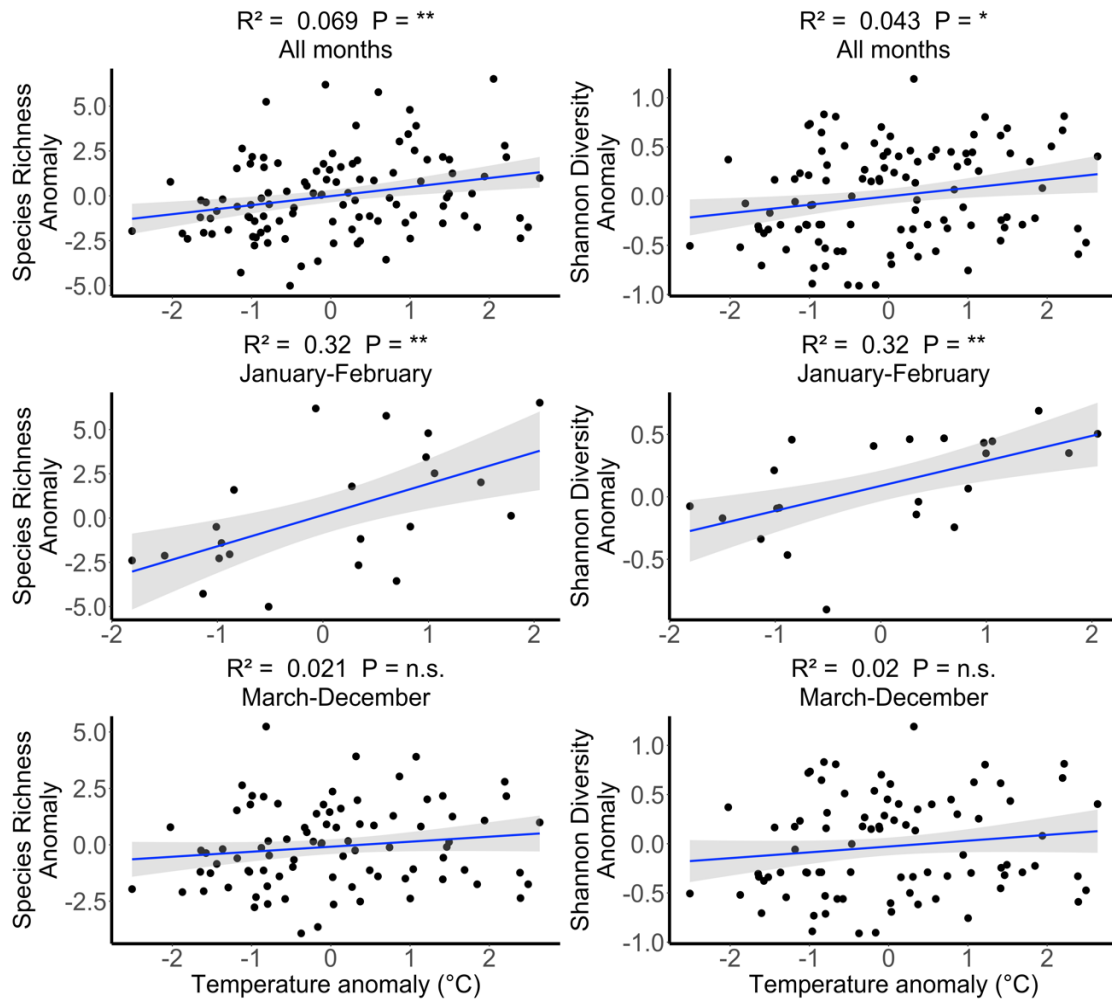 R² = 0.069 P = **
All months
Species Richness
Anomaly
5.0
2.5
0.0
-2.5
-5.0
-2 -1 0 1 2
R² = 0.043 P = *
All months
Shannon Diversity
Anomaly
1.0
0.5
0.0
-0.5
-1.0
-2 -1 0 1 2
R² = 0.32 P = **
January-February
Species Richness
Anomaly
5.0
2.5
0.0
-2.5
-5.0
-2 -1 0 1 2
R² = 0.32 P = **
January-February
Shannon Diversity
Anomaly
0.5
0.0
-0.5
-2 -1 0 1 2
R² = 0.021 P = n.s.
March-December
Species Richness
Anomaly
5.0
2.5
0.0
-2.5
-2 -1 0 1 2
Temperature anomaly (°C)
R² = 0.02 P = n.s.
March-December
Shannon Diversity
Anomaly
1.0
0.5
0.0
-0.5
-1.0
-2 -1 0 1 2
Temperature anomaly (°C)